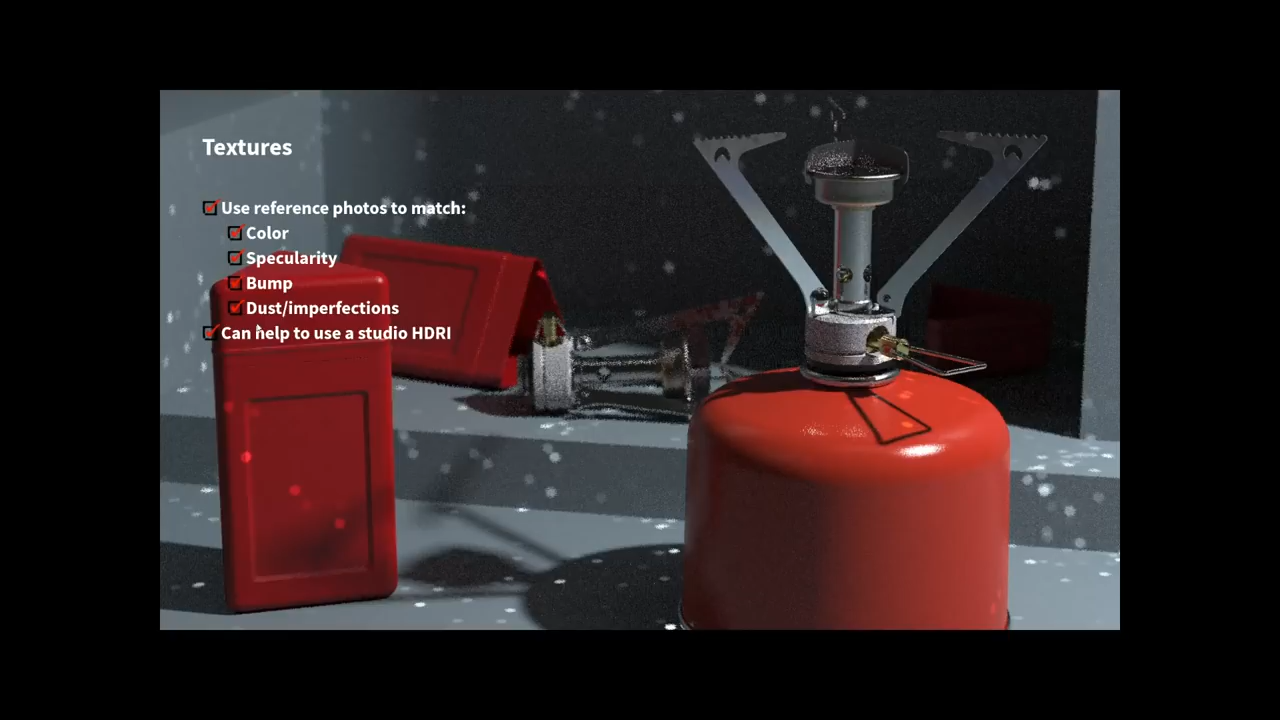 Textures
Use reference photos to match:
Color
Specularity
Bump
Dust/imperfections
Can help to use a studio HDRI